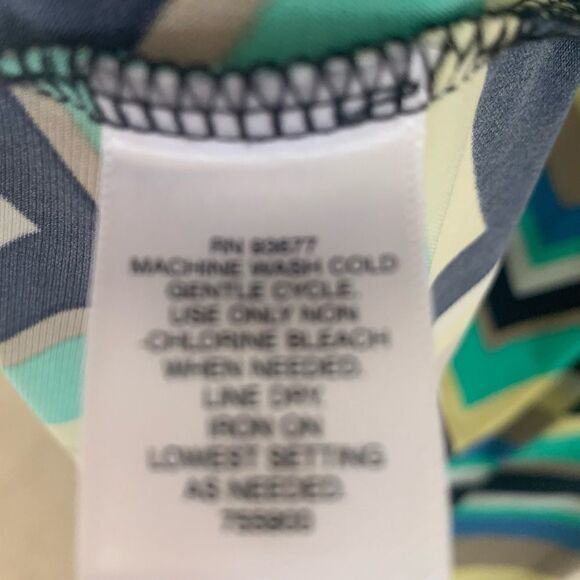 RN 93677
MACHINE WASH COLD
GENTLE CYCLE.
USE ONLY NON
-CHLORINE BLEACH
WHEN NEEDED.
LINE DRY.
IRON ON
LOWEST SETTING
AS NEEDED.
755900